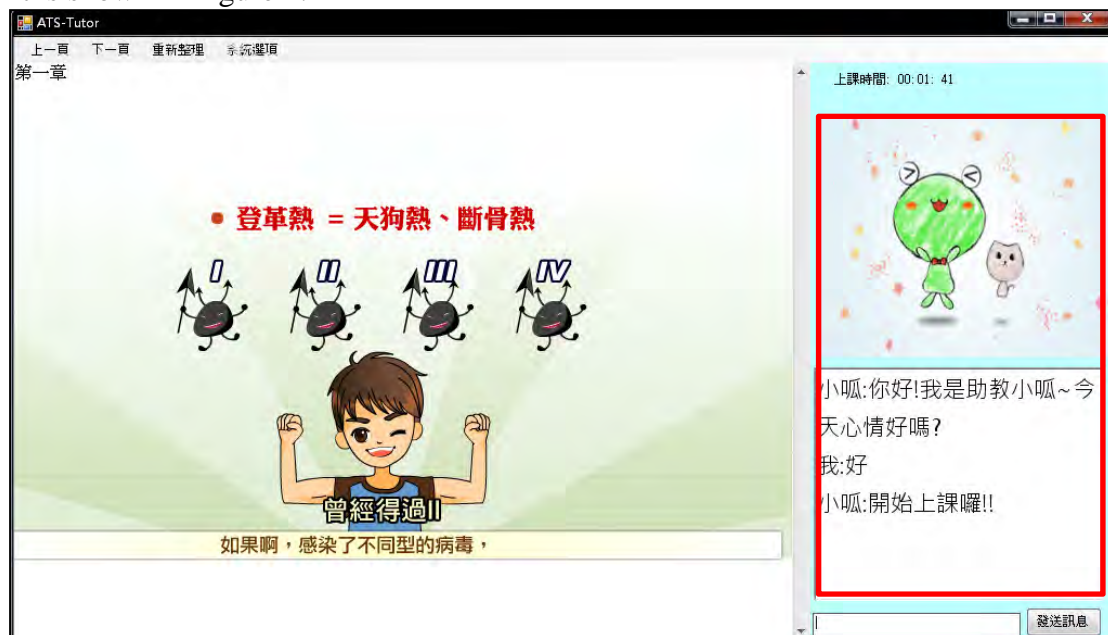 ATS-Tutor
上一頁 下一頁 重新整理 系統選項
第一章
登革熱 = 天狗熱、斷骨熱
I II III IV
曾經得過II
如果啊,感染了不同型的病毒,
上課時間: 00:01: 41
小呱:你好!我是助教小呱~今
天心情好嗎?
我:好
小呱:開始上課囉!!
發送訊息